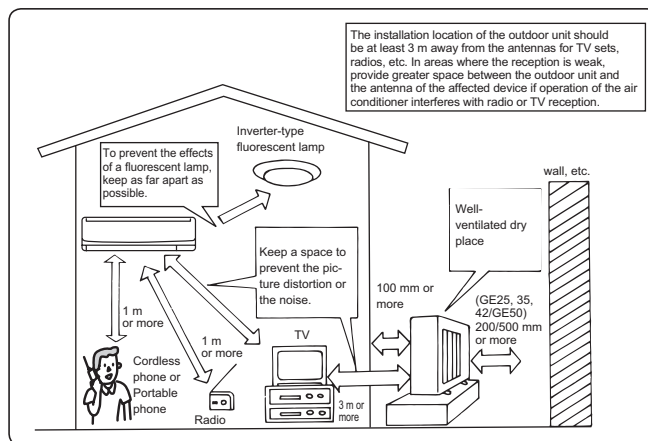 The installation location of the outdoor unit should
be at least 3 m away from the antennas for TV sets,
radios, etc. In areas where the reception is weak,
provide greater space between the outdoor unit and
the antenna of the affected device if operation of the air
conditioner interferes with radio or TV reception.
Inverter-type
fluorescent lamp
To prevent the effects
of a fluorescent lamp,
keep as far apart as
possible.
wall, etc.
Well-
ventilated dry
place
Keep a space to
prevent the pic-
ture distortion or
the noise.
100 mm or
more
(GE25, 35,
42/GE50)
200/500 mm
or more
1 m
or more
1 m
or more
TV
Cordless
phone or
Portable
phone
Radio
3 m or
more